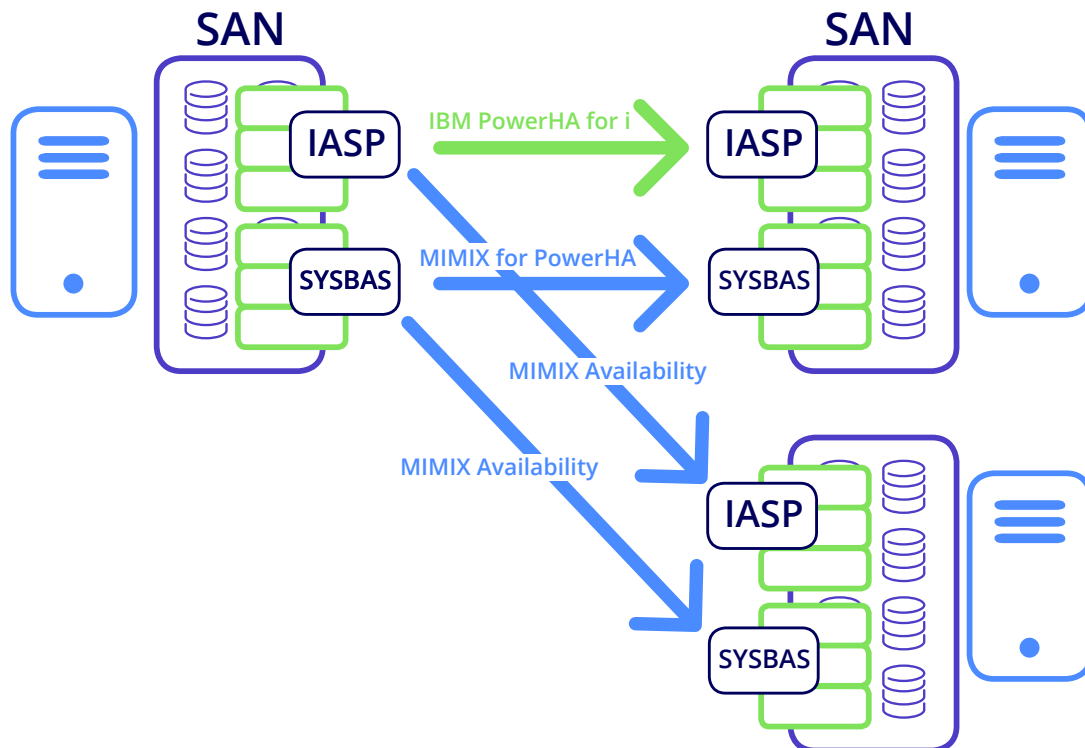 SAN
SAN
IBM PowerHA for i
IASP
IASP
MIMIX for PowerHA
SYSBAS
SYSBAS
MIMIX Availability
MIMIX Availability
IASP
SYSBAS